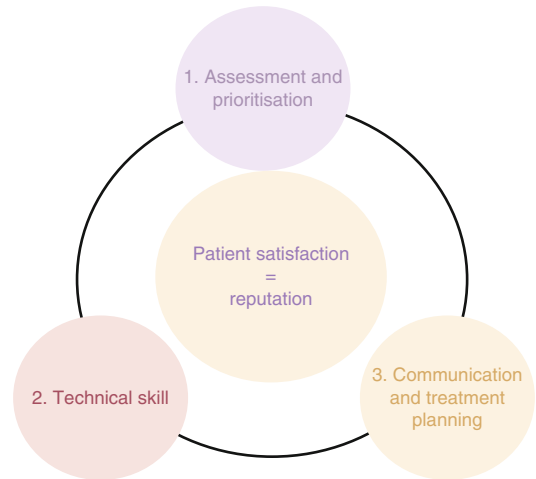 1. Assessment and
prioritisation
Patient satisfaction
=
reputation
2. Technical skill
3. Communication
and treatment
planning